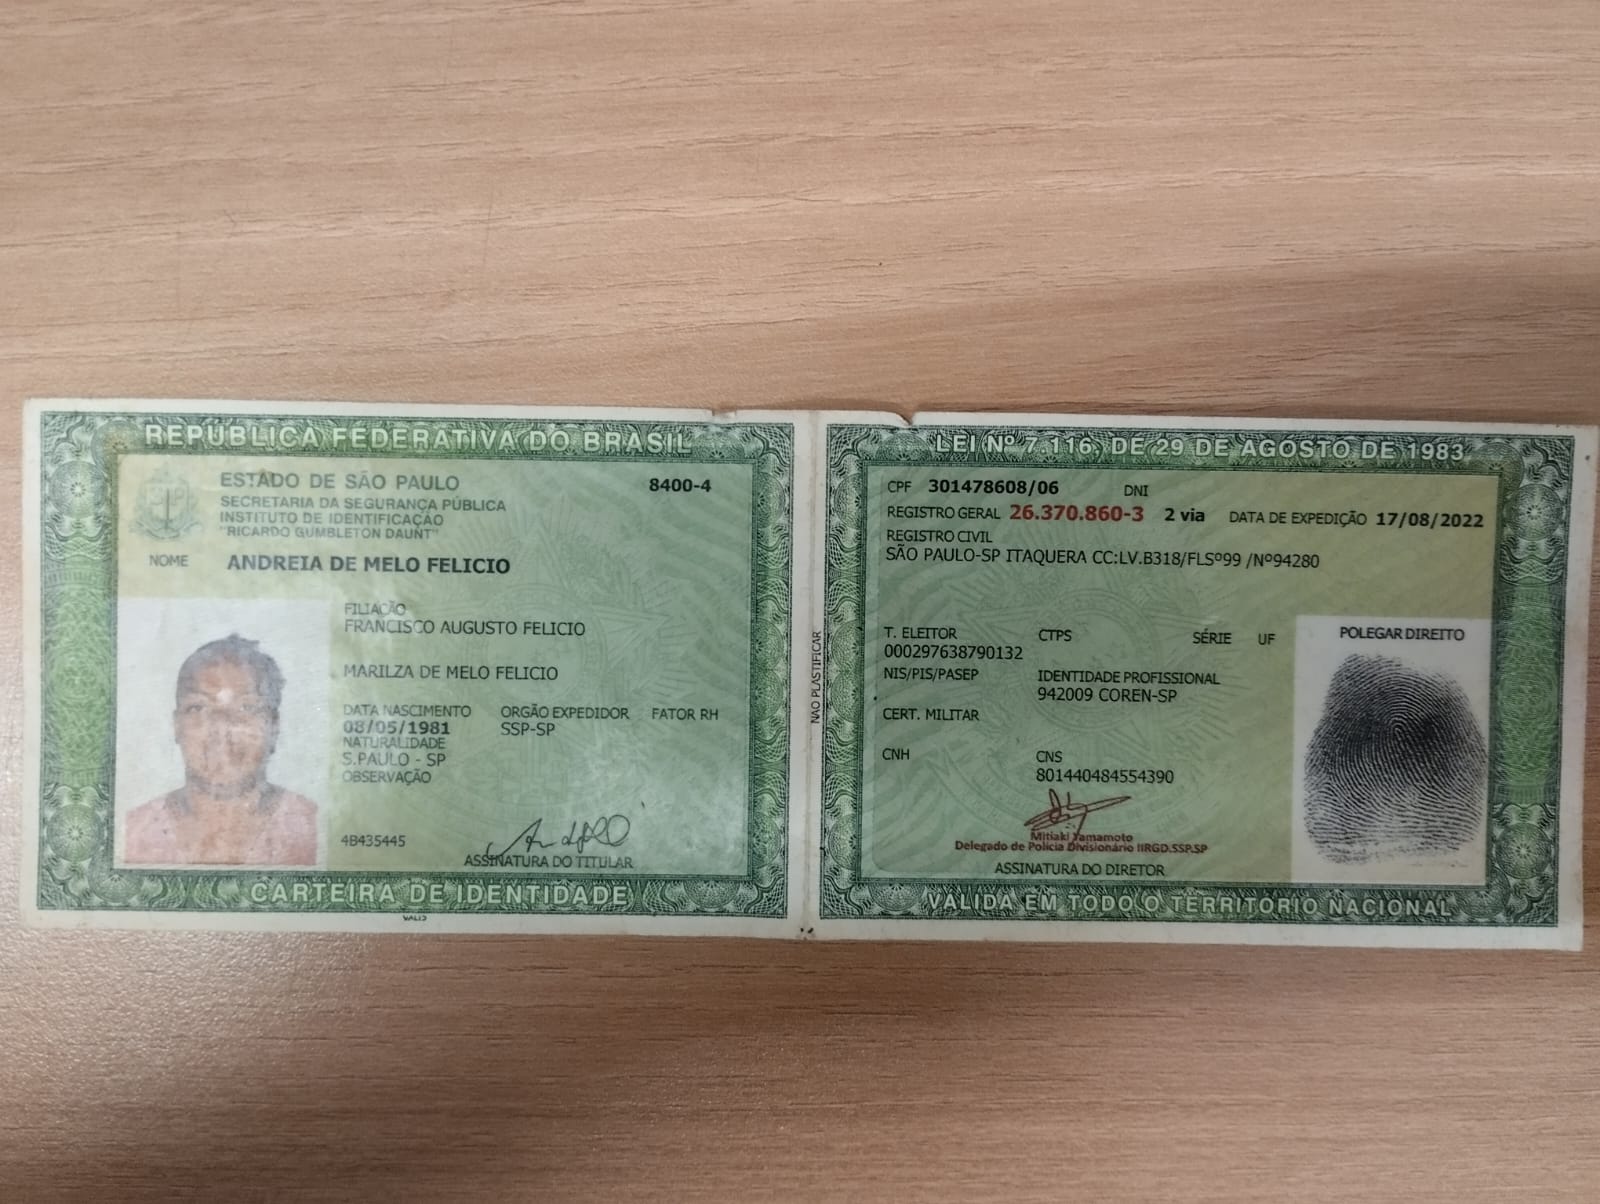 REPÚBLICA FEDERATIVA DO BRASIL
ESTADO DE SÃO PAULO
8400-4
SECRETARIA DA SEGURANÇA PÚBLICA
INSTITUTO DE IDENTIFICAÇÃO
"RICARDO GUMBLETON DAUNT"
NOME ANDREIA DE MELO FELICIO
FILIAÇÃO
FRANCISCO AUGUSTO FELICIO
MARILZA DE MELO FELICIO
DATA NASCIMENTO ORGÃO EXPEDIDOR FATOR RH
08/05/1981 SSP-SP
NATURALIDADE
S.PAULO - SP
OBSERVAÇÃO
4B435445
ASSINATURA DO TITULAR
CARTEIRA DE IDENTIDADE
VALID
NÃO PLASTIFICAR
LEI Nº 7.116, DE 29 DE AGOSTO DE 1983
CPF 301478608/06 DNI
REGISTRO GERAL 26.370.860-3 2 via DATA DE EXPEDIÇÃO 17/08/2022
REGISTRO CIVIL
SÃO PAULO-SP ITAQUERA CC:LV.B318/FLSº99 /Nº94280
T. ELEITOR CTPS SÉRIE UF
000297638790132
NIS/PIS/PASEP IDENTIDADE PROFISSIONAL
942009 COREN-SP
CERT. MILITAR
CNH CNS
801440484554390
POLEGAR DIREITO
Mitiaki Yamamoto
Delegado de Polícia Divisionário IIRGD.SSP.SP
ASSINATURA DO DIRETOR
VÁLIDA EM TODO O TERRITÓRIO NACIONAL